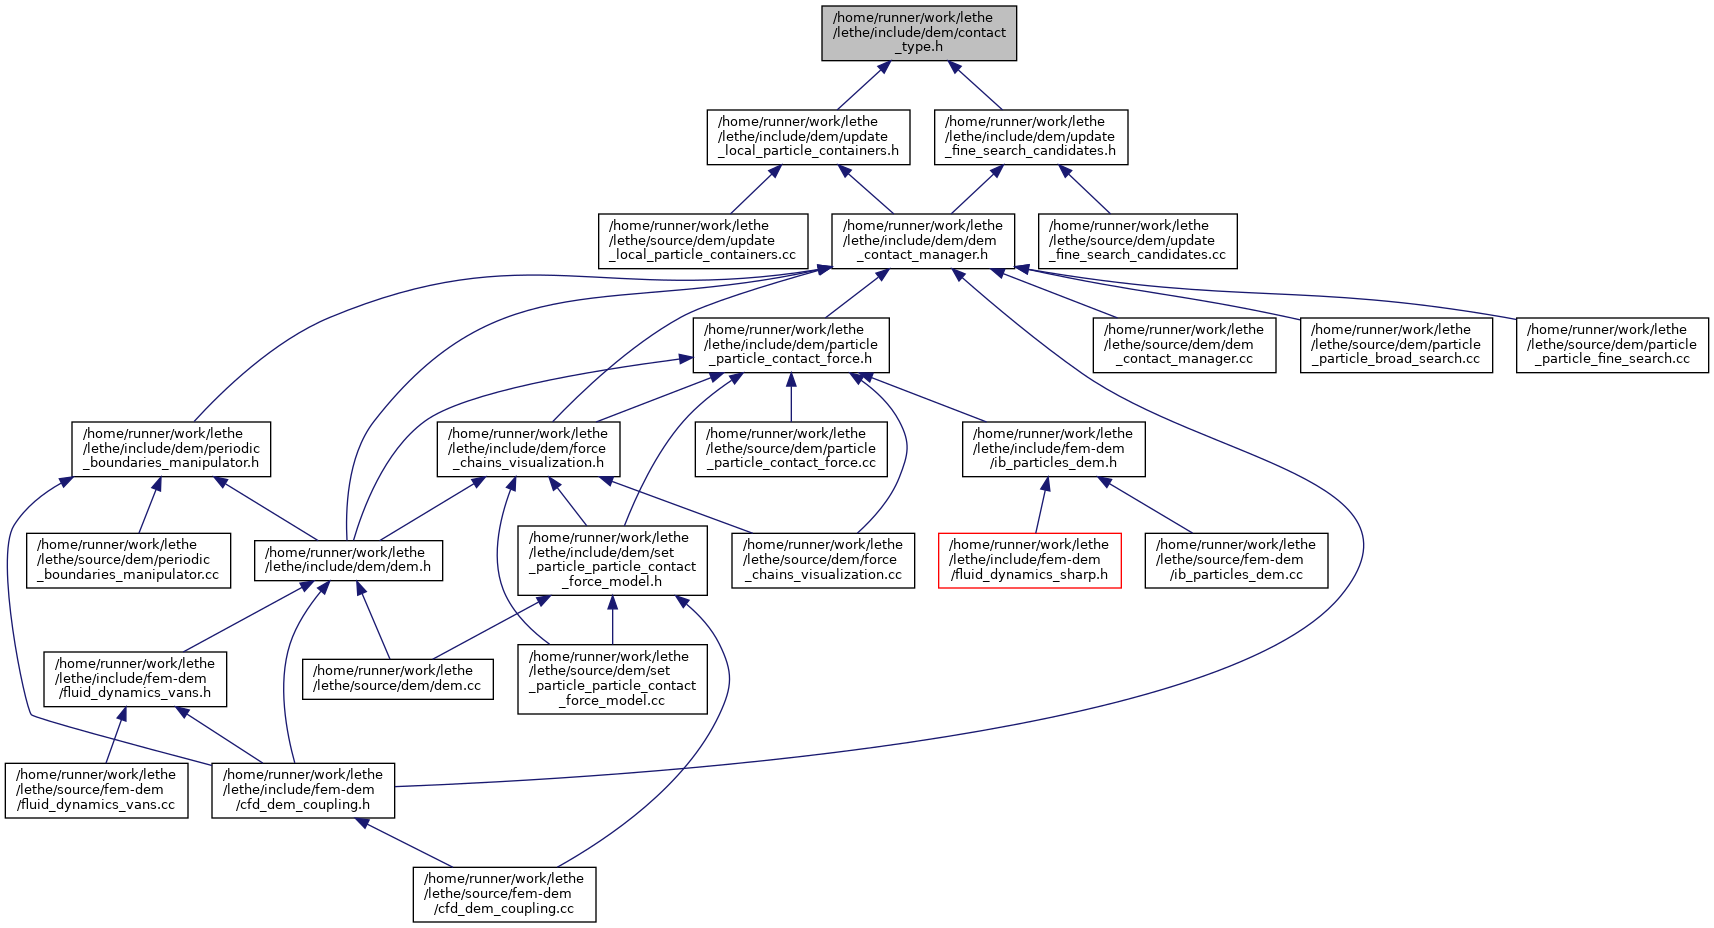 /home/runner/work/lethe
/lethe/include/dem/contact
_type.h
/home/runner/work/lethe
/lethe/include/dem/update
_local_particle_containers.h
/home/runner/work/lethe
/lethe/include/dem/update
_fine_search_candidates.h
/home/runner/work/lethe
/lethe/source/dem/update
_local_particle_containers.cc
/home/runner/work/lethe
/lethe/include/dem/dem
_contact_manager.h
/home/runner/work/lethe
/lethe/source/dem/update
_fine_search_candidates.cc
/home/runner/work/lethe
/lethe/include/dem/particle
_particle_contact_force.h
/home/runner/work/lethe
/lethe/source/dem/dem
_contact_manager.cc
/home/runner/work/lethe
/lethe/source/dem/particle
_particle_broad_search.cc
/home/runner/work/lethe
/lethe/source/dem/particle
_particle_fine_search.cc
/home/runner/work/lethe
/lethe/include/dem/periodic
_boundaries_manipulator.h
/home/runner/work/lethe
/lethe/include/dem/force
_chains_visualization.h
/home/runner/work/lethe
/lethe/source/dem/particle
_particle_contact_force.cc
/home/runner/work/lethe
/lethe/include/fem-dem
/ib_particles_dem.h
/home/runner/work/lethe
/lethe/source/dem/periodic
_boundaries_manipulator.cc
/home/runner/work/lethe
/lethe/include/dem/dem.h
/home/runner/work/lethe
/lethe/include/dem/set
_particle_particle_contact
_force_model.h
/home/runner/work/lethe
/lethe/source/dem/force
_chains_visualization.cc
/home/runner/work/lethe
/lethe/include/fem-dem
/fluid_dynamics_sharp.h
/home/runner/work/lethe
/lethe/source/fem-dem
/ib_particles_dem.cc
/home/runner/work/lethe
/lethe/include/fem-dem
/fluid_dynamics_vans.h
/home/runner/work/lethe
/lethe/source/dem/dem.cc
/home/runner/work/lethe
/lethe/source/dem/set
_particle_particle_contact
_force_model.cc
/home/runner/work/lethe
/lethe/source/fem-dem
/fluid_dynamics_vans.cc
/home/runner/work/lethe
/lethe/include/fem-dem
/cfd_dem_coupling.h
/home/runner/work/lethe
/lethe/source/fem-dem
/cfd_dem_coupling.cc